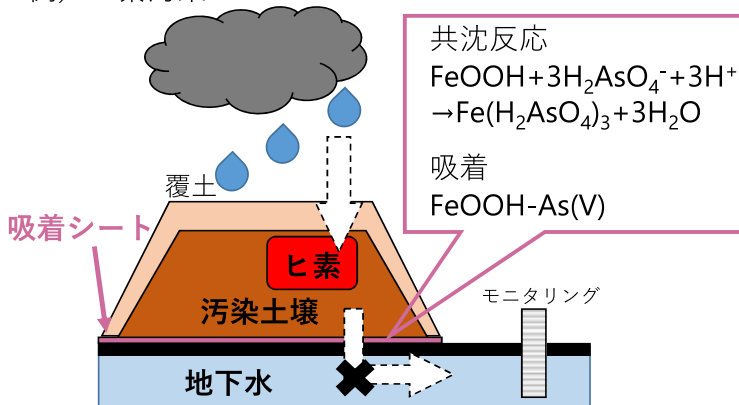 共沈反応
FeOOH+3H₂AsO₄⁻+3H⁺
→Fe(H₂AsO₄)₃+3H₂O
吸着
FeOOH-As(V)
覆土
吸着シート
ヒ素
汚染土壌
モニタリング
地下水